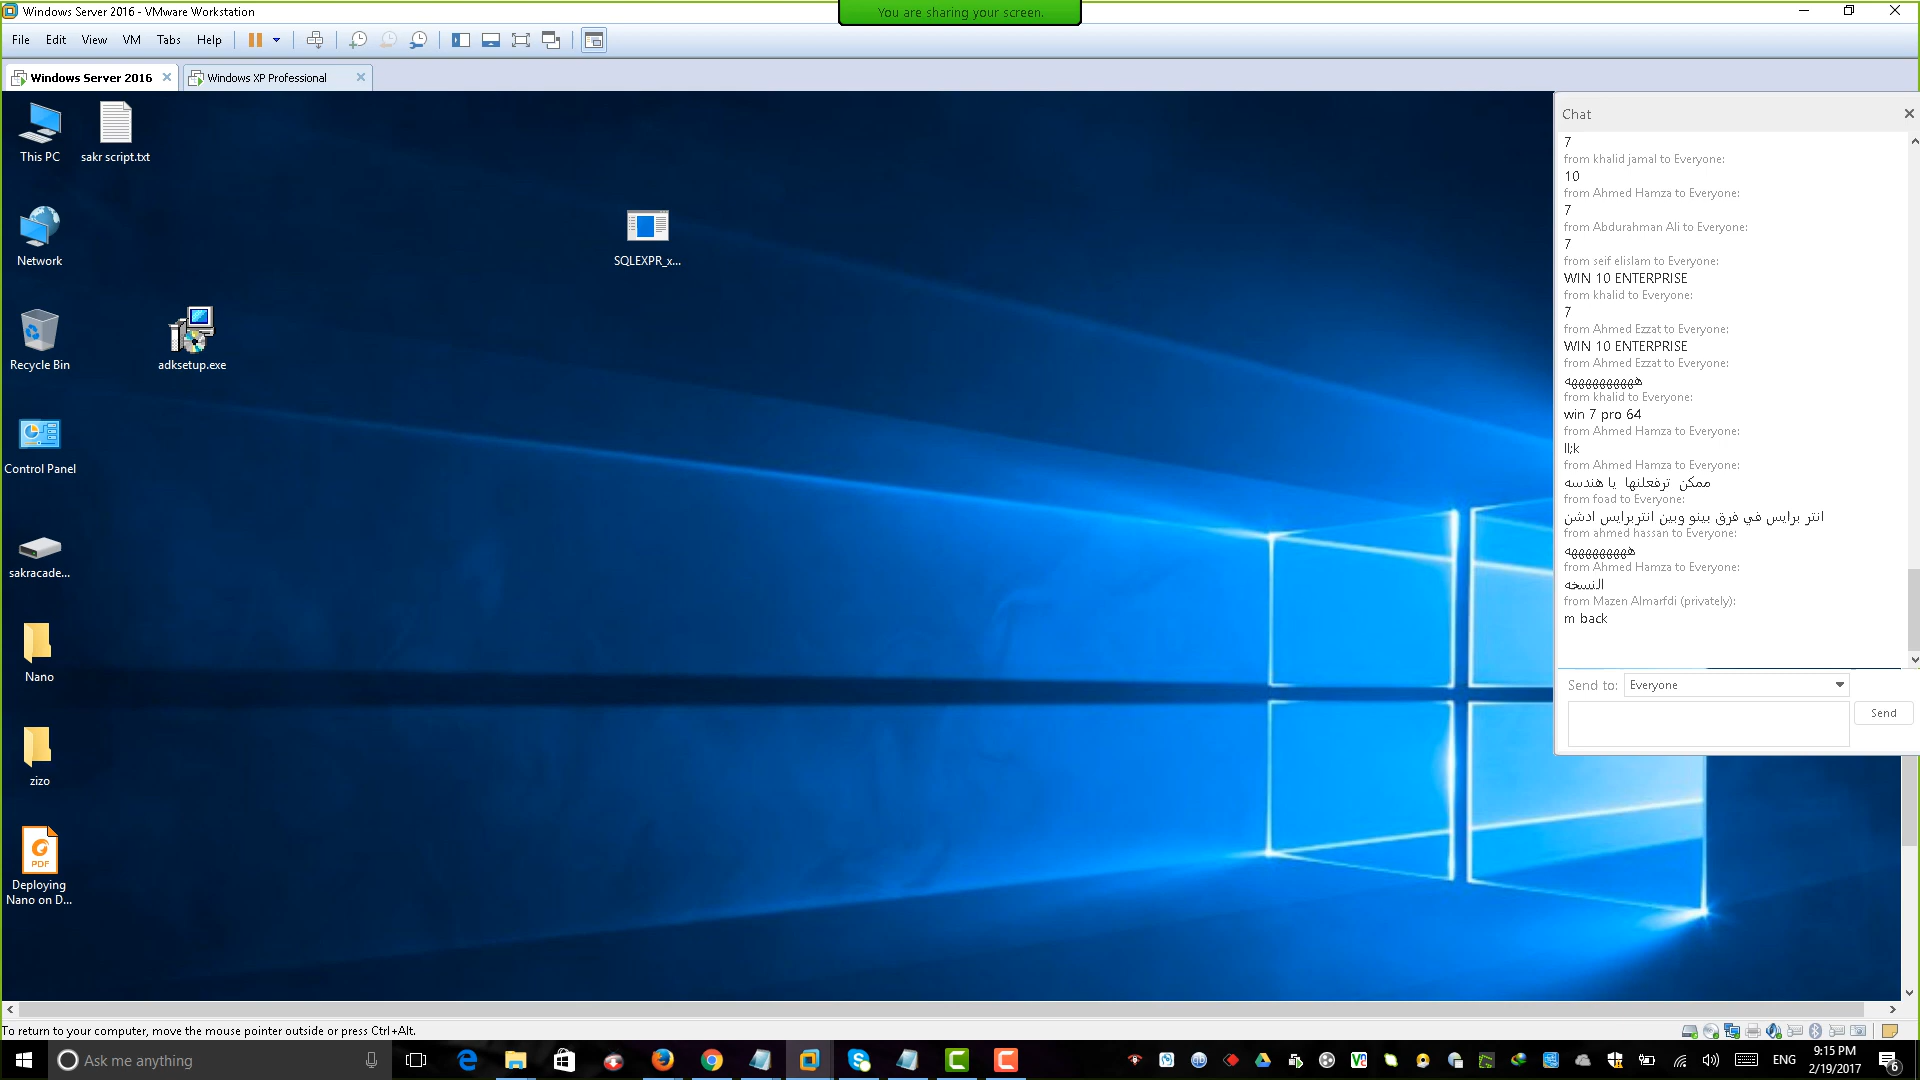 Windows Server 2016 - VMware Workstation
You are sharing your screen.
File Edit View VM Tabs Help
Windows Server 2016
Windows XP Professional
This PC
sakr script.txt
Network
SQLEXPR_x...
Recycle Bin
adksetup.exe
Control Panel
sakracade...
Nano
zizo
PDF
Deploying
Nano on D...
Chat
7
from khalid jamal to Everyone:
10
from Ahmed Hamza to Everyone:
7
from Abdurahman Ali to Everyone:
7
from seif elislam to Everyone:
WIN 10 ENTERPRISE
from khalid to Everyone:
7
from Ahmed Ezzat to Everyone:
WIN 10 ENTERPRISE
from Ahmed Ezzat to Everyone:
from khalid to Everyone:
win 7 pro 64
from Ahmed Hamza to Everyone:
ll;k
from Ahmed Hamza to Everyone:
ممكن ترفعلنها يا هندسه
from foad to Everyone:
انتر برايس في فرق بينو وبين انتربرايس ادشن
from ahmed hassan to Everyone:
from Ahmed Hamza to Everyone:
النسخه
from Mazen Almarfdi (privately):
m back
Send to: Everyone
Send
To return to your computer, move the mouse pointer outside or press Ctrl+Alt.
Ask me anything
ENG
9:15 PM
2/19/2017
6